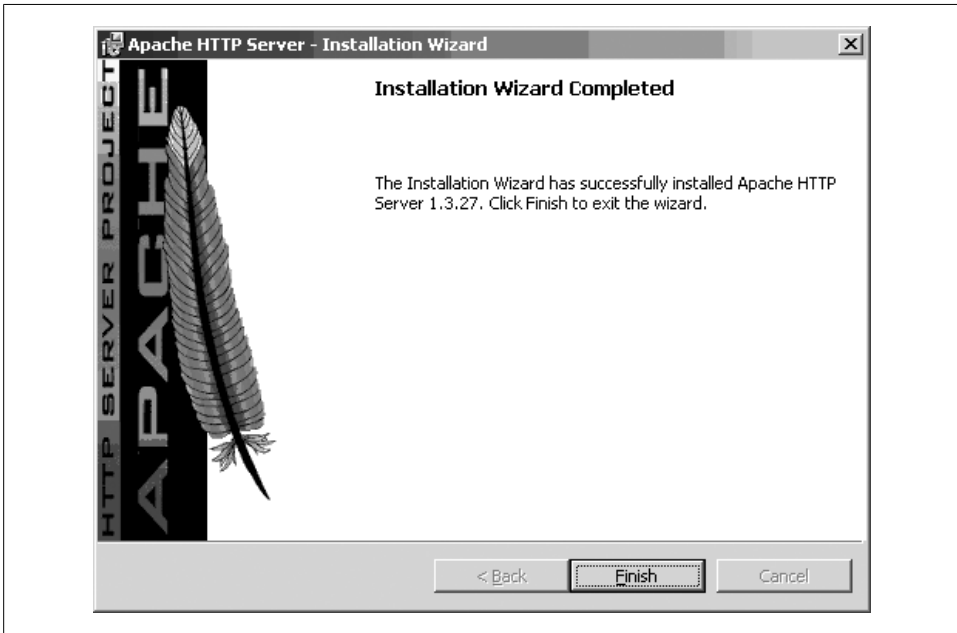 Apache HTTP Server - Installation Wizard
HTTP SERVER PROJECT
APACHE
Installation Wizard Completed
The Installation Wizard has successfully installed Apache HTTP
Server 1.3.27. Click Finish to exit the wizard.
< Back
Finish
Cancel